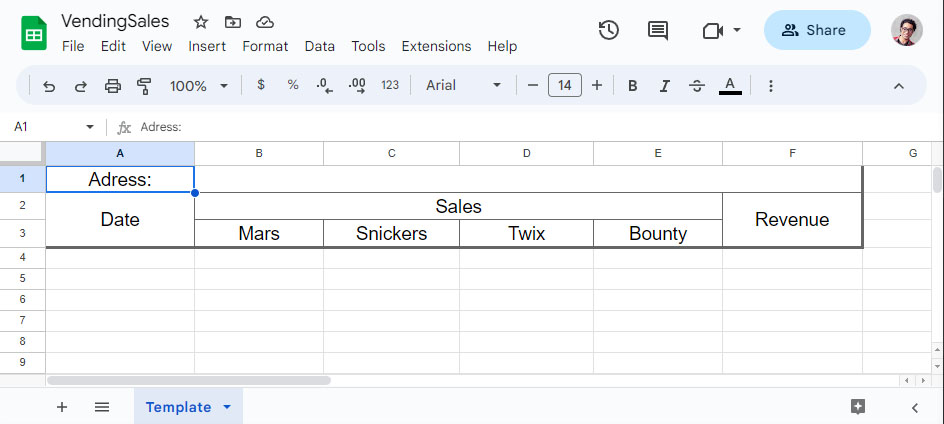 VendingSales
File Edit View Insert Format Data Tools Extensions Help
Share
100% $ % .0 .00 123 Arial 14 B I S A
A1 fx Adress:
A B C D E F G
1 Adress:
2 Date Sales Revenue
3 Mars Snickers Twix Bounty
4
5
6
7
8
9
Template